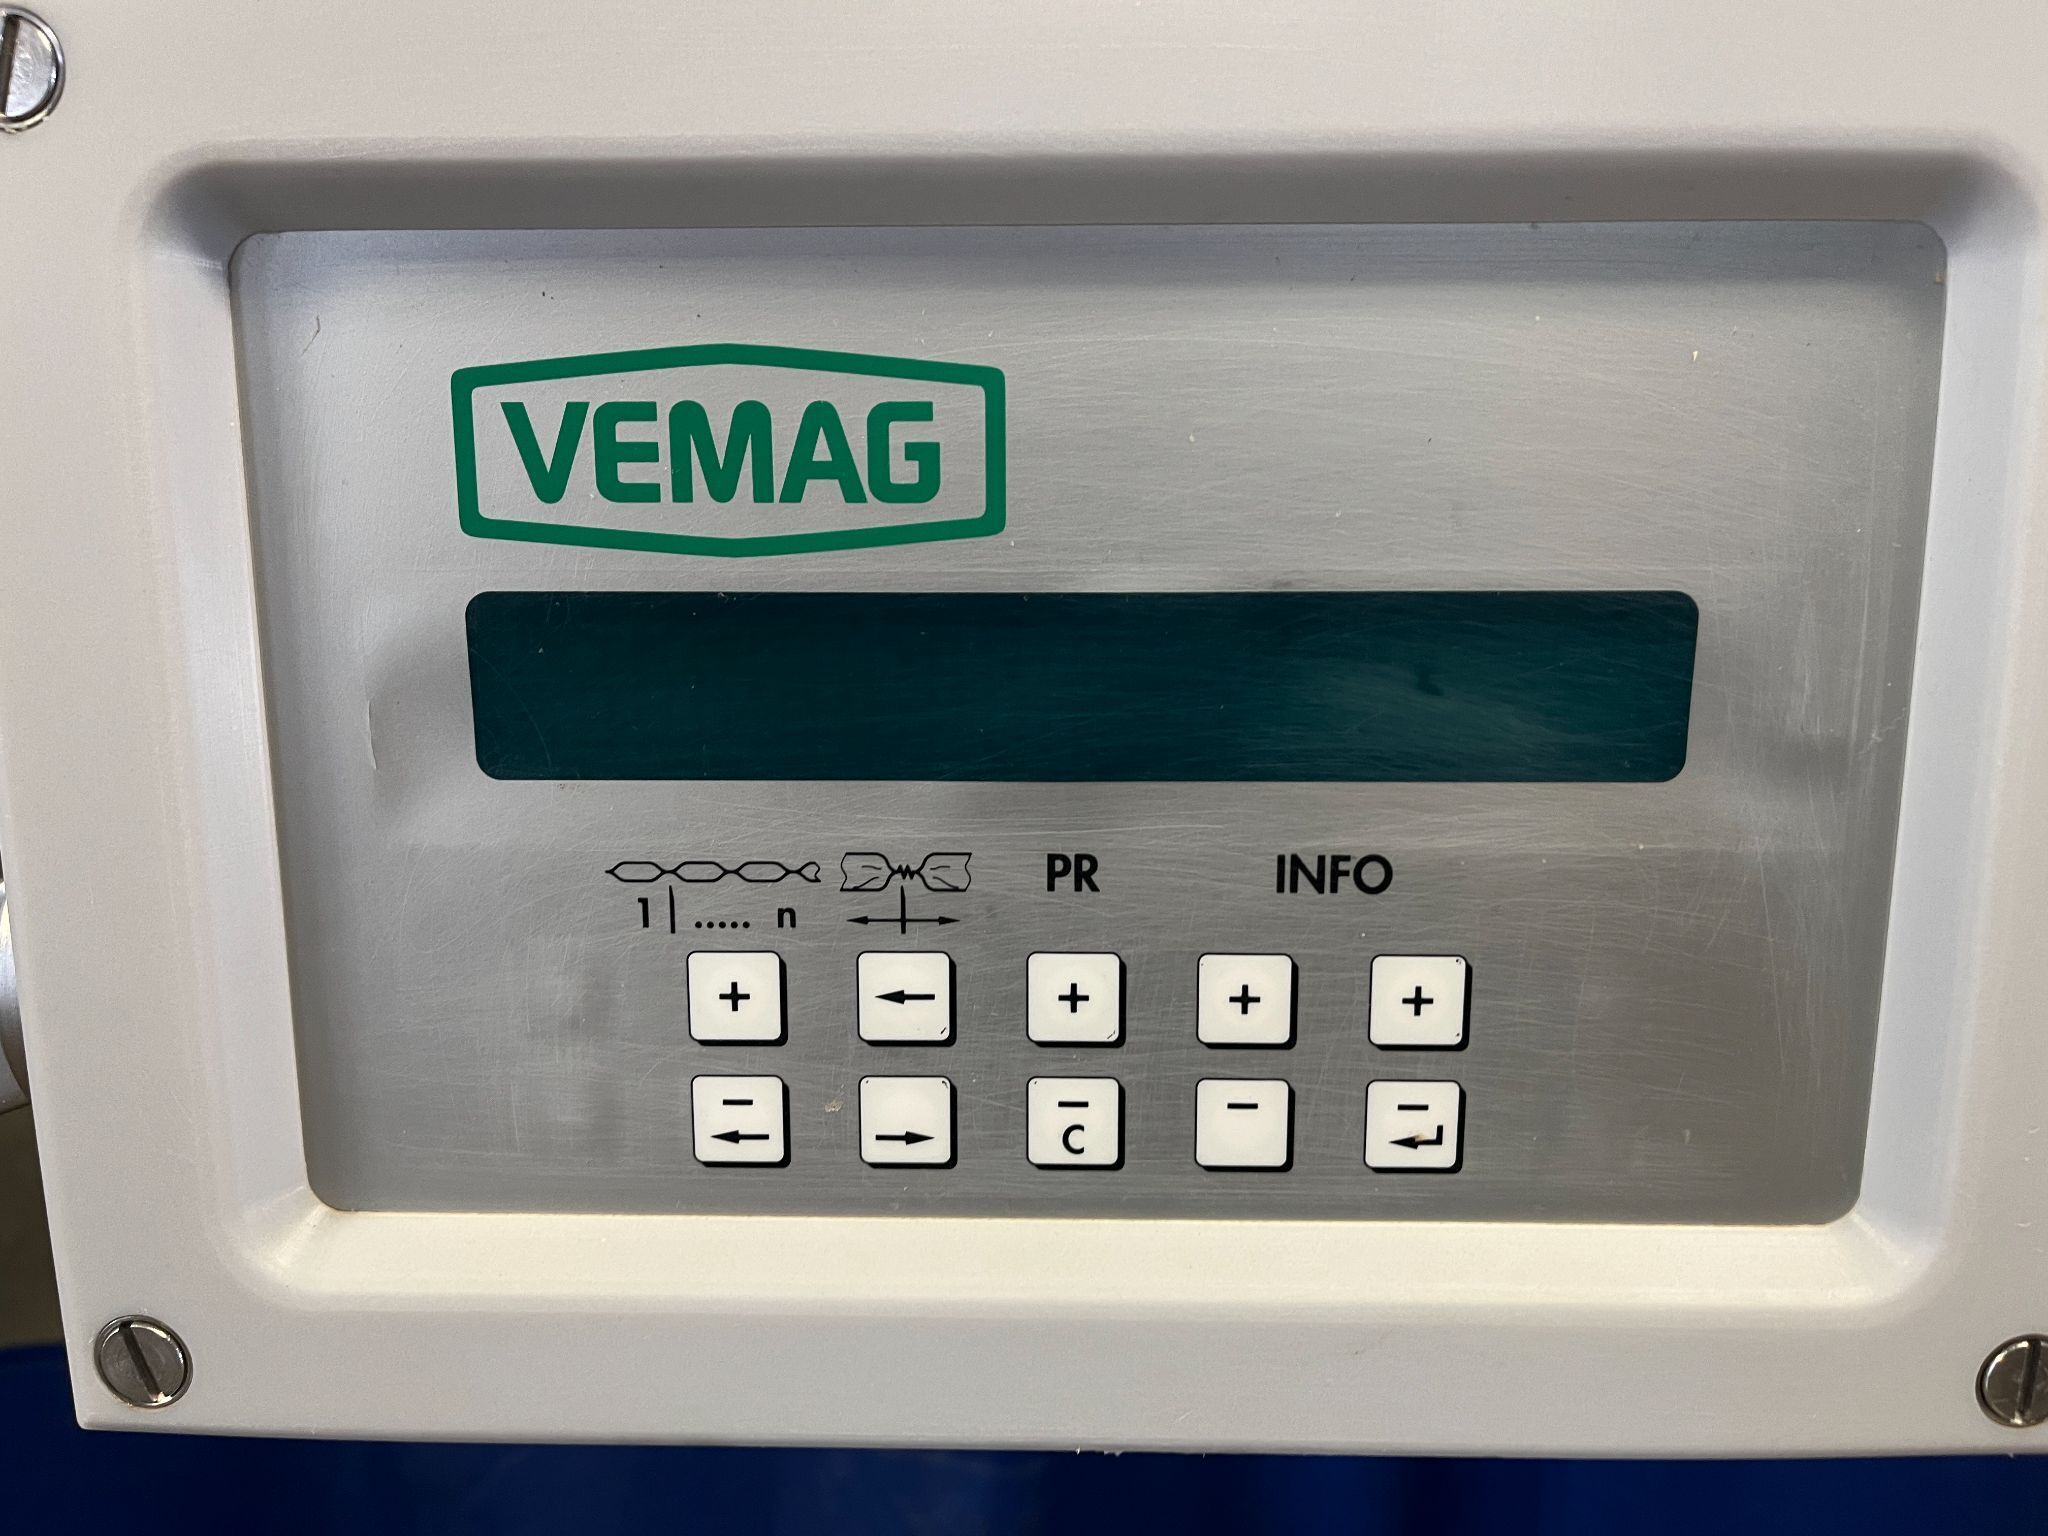 VEMAG
PR INFO
1 | ..... n
+ ← + + +
− − − −
← → C ↵